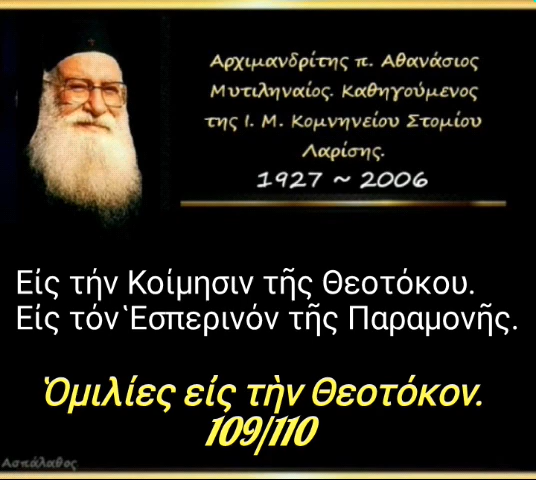 Αρχιμανδρίτης π. Αθανάσιος
Μυτιληναίος. Καθηγούμενος
της Ι. Μ. Κομνηνείου Στομίου
Λαρίσης.
1927 ~ 2006
Είς τήν Κοίμησιν τῆς Θεοτόκου.
Είς τόν Ἑσπερινόν τῆς Παραμονῆς.
Ὁμιλίες είς τὴν Θεοτόκον.
109/110
Ασπάλαθος